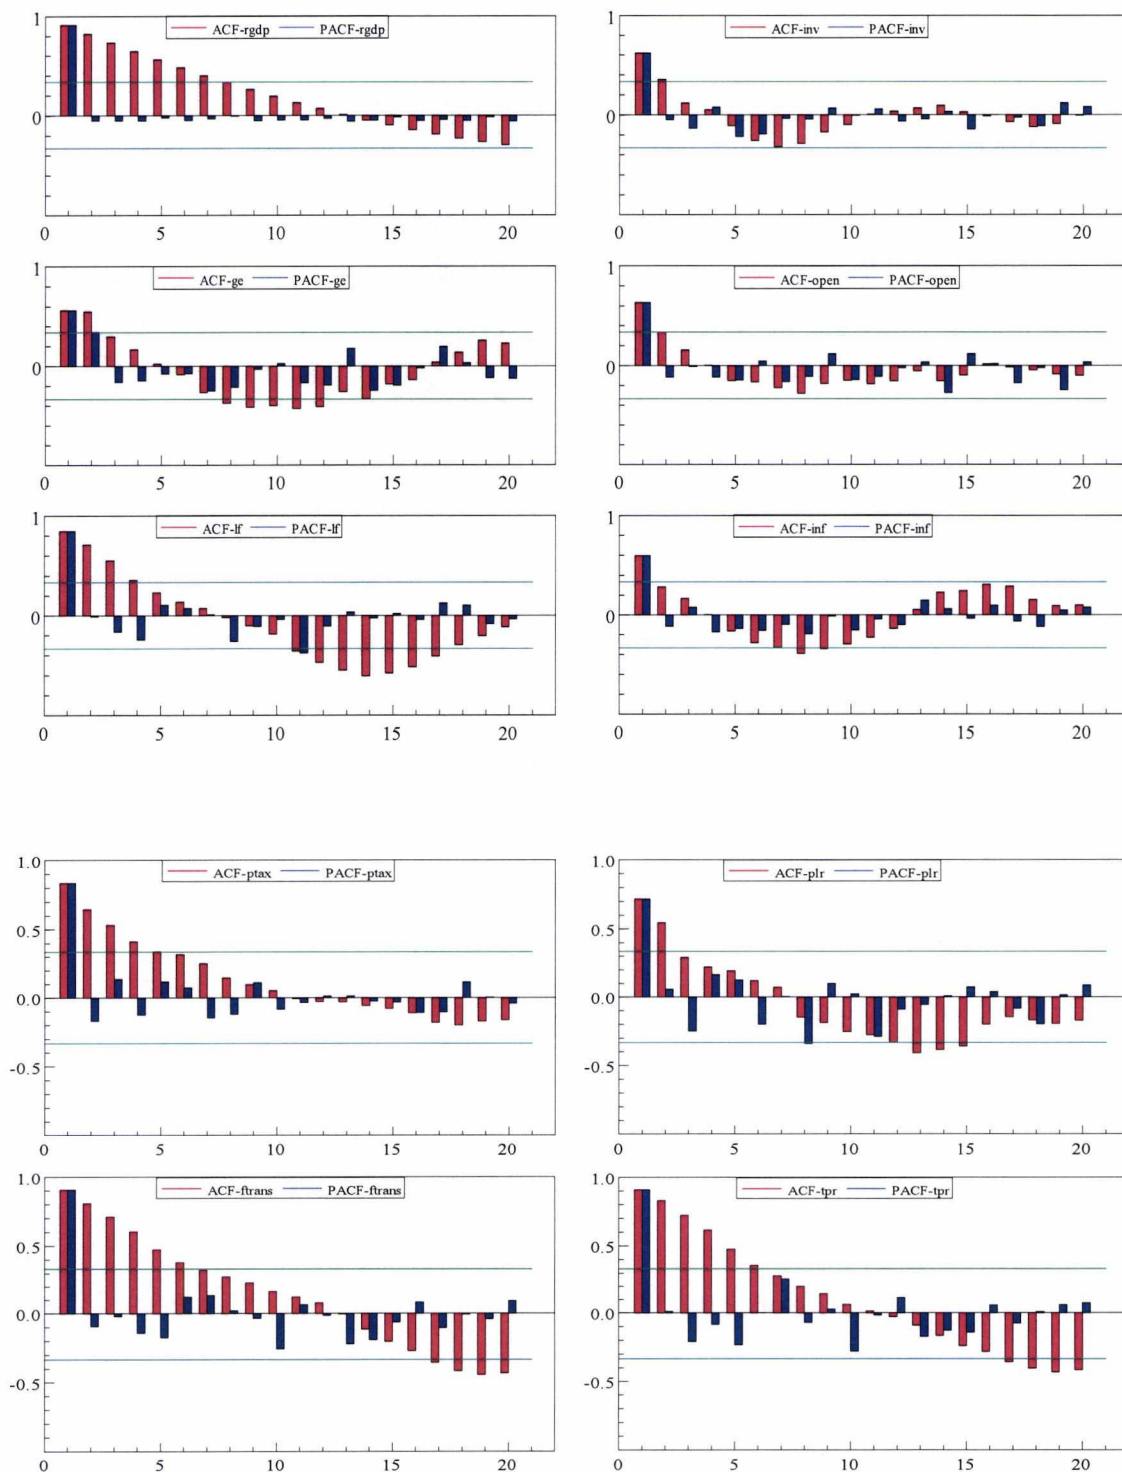 1 ACF-rgdp PACF-rgdp
0
0 5 10 15 20
1 ACF-inv PACF-inv
0
0 5 10 15 20
1 ACF-ge PACF-ge
0
0 5 10 15 20
1 ACF-open PACF-open
0
0 5 10 15 20
1 ACF-lf PACF-lf
0
0 5 10 15 20
1 ACF-inf PACF-inf
0
0 5 10 15 20
1.0 ACF-ptax PACF-ptax
0.5
0.0
-0.5
0 5 10 15 20
1.0 ACF-plr PACF-plr
0.5
0.0
-0.5
0 5 10 15 20
1.0 ACF-ftrans PACF-ftrans
0.5
0.0
-0.5
0 5 10 15 20
1.0 ACF-tpr PACF-tpr
0.5
0.0
-0.5
0 5 10 15 20